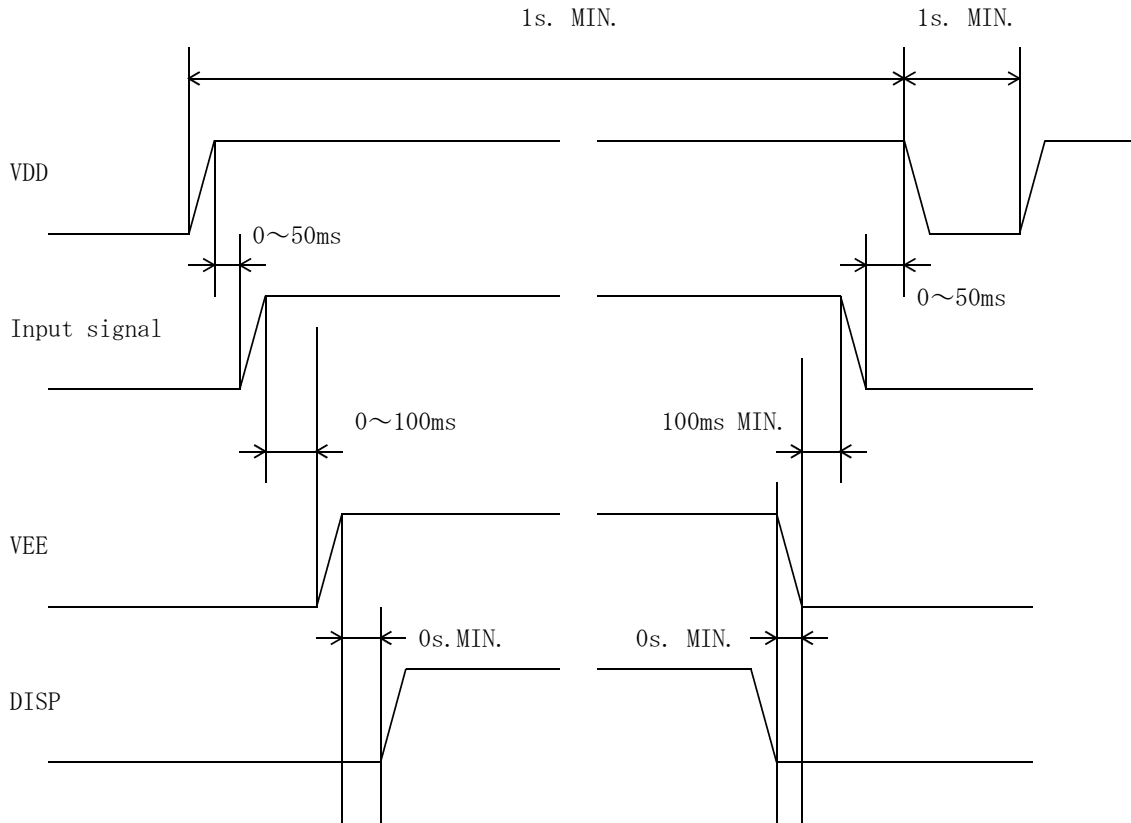 1s. MIN.
1s. MIN.
VDD
0〜50ms
0〜50ms
Input signal
0〜100ms
100ms MIN.
VEE
0s.MIN.
0s. MIN.
DISP